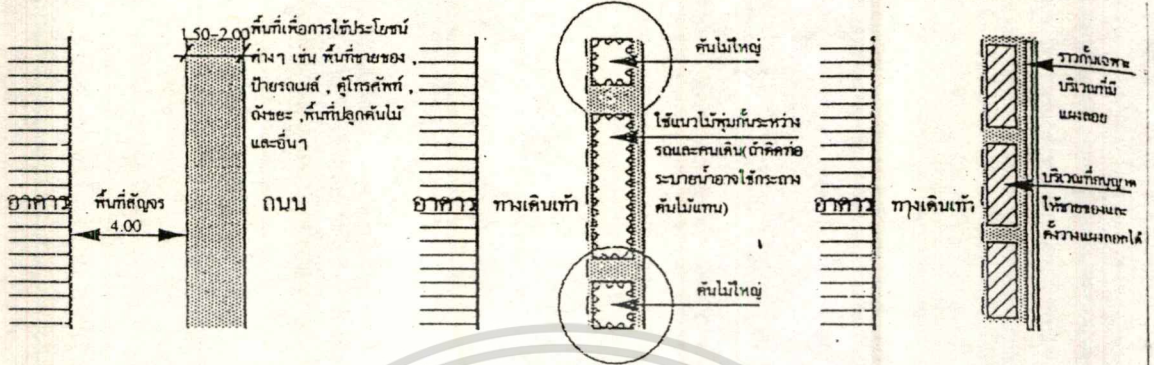 1.50-2.00
พื้นที่เพื่อการใช้ประโยชน์
ต่างๆ เช่น พื้นที่ขายของ ,
ป้ายรถเมล์ , ตู้โทรศัพท์ ,
ถังขยะ ,พื้นที่ปลูกต้นไม้
และอื่นๆ
อาคาร
พื้นที่สัญจร
4.00
ถนน
อาคาร
ทางเดินเท้า
ต้นไม้ใหญ่
ใช้แนวไม้พุ่มกั้นระหว่าง
รถและคนเดิน(ถ้าติดท่อ
ระบายน้ำอาจใช้กระถาง
ต้นไม้แทน)
ต้นไม้ใหญ่
อาคาร
ทางเดินเท้า
ราวกั้นเฉพาะ
บริเวณที่มี
แผงลอย
บริเวณที่อนุญาต
ให้ขายของและ
ตั้งวางแผงลอยได้